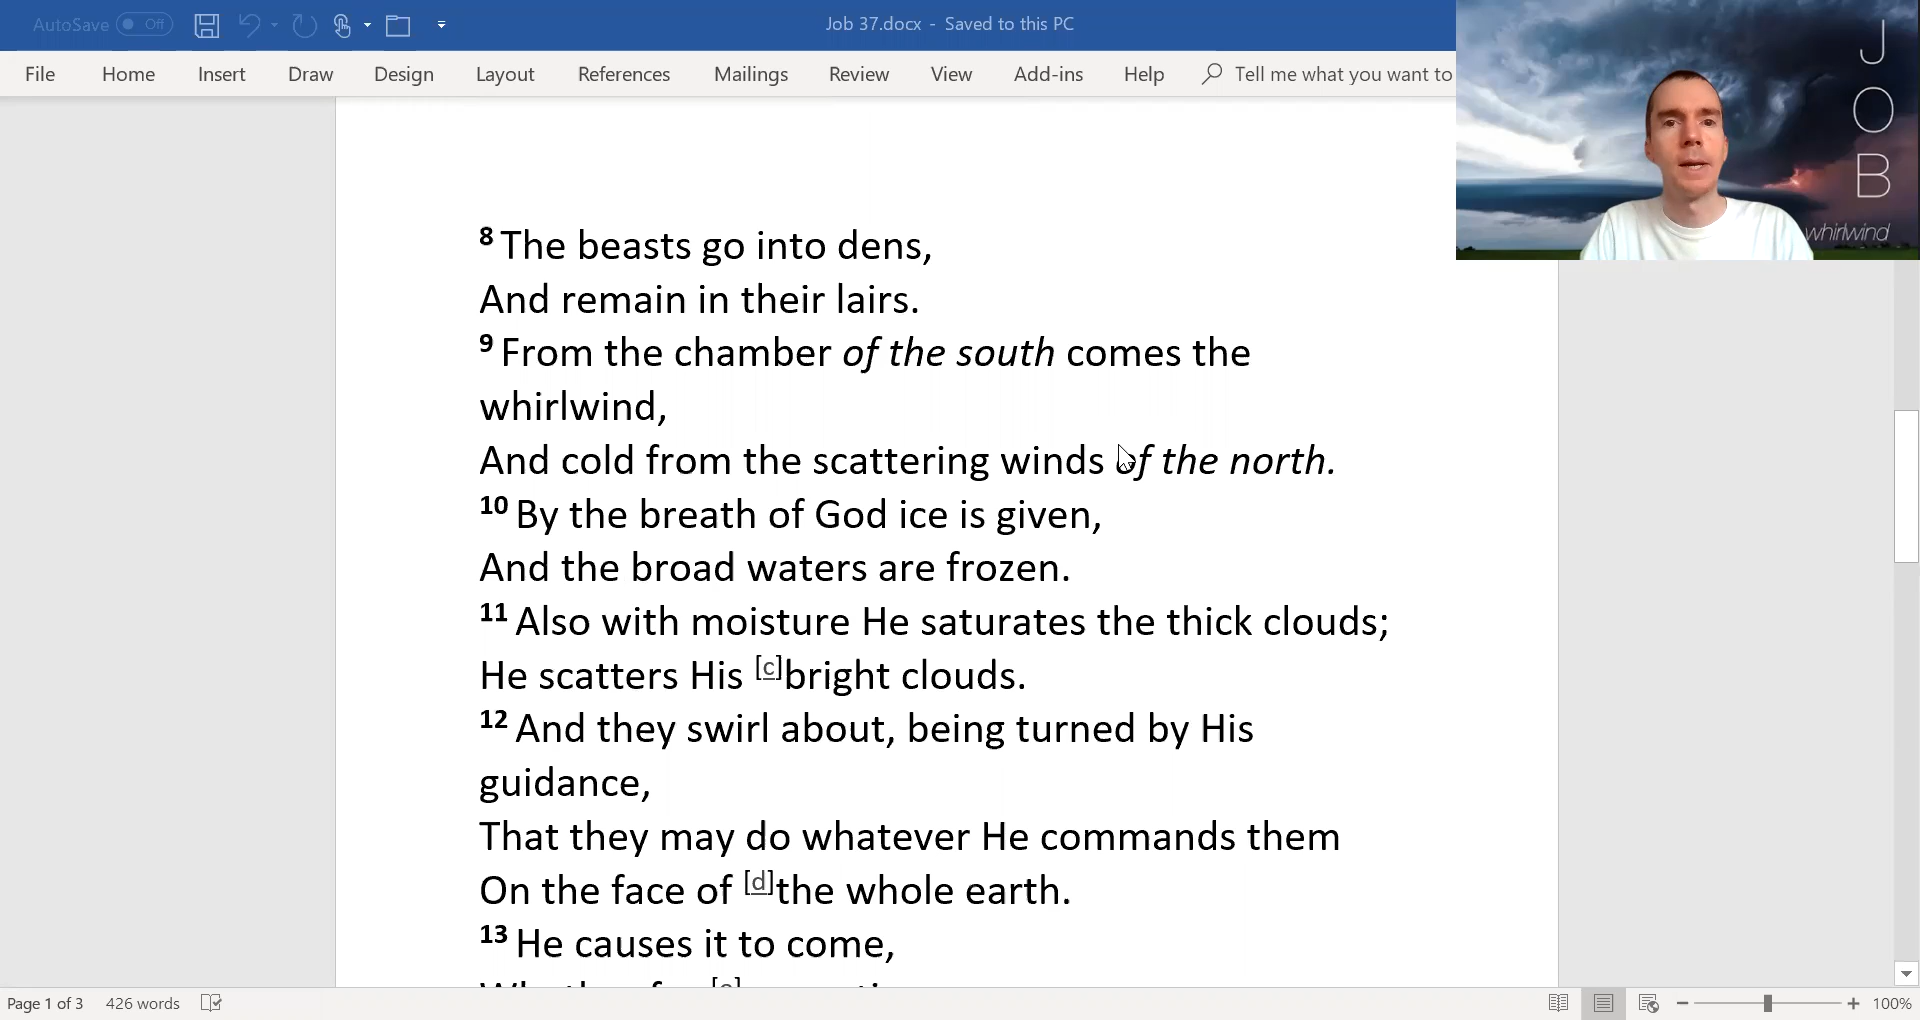 AutoSave Off
Job 37.docx - Saved to this PC
File Home Insert Draw Design Layout References Mailings Review View Add-ins Help Tell me what you want to
J
O
B
whirlwind
8 The beasts go into dens,
And remain in their lairs.
9 From the chamber of the south comes the
whirlwind,
And cold from the scattering winds of the north.
10 By the breath of God ice is given,
And the broad waters are frozen.
11 Also with moisture He saturates the thick clouds;
He scatters His [c]bright clouds.
12 And they swirl about, being turned by His
guidance,
That they may do whatever He commands them
On the face of [d]the whole earth.
13 He causes it to come,
Page 1 of 3 426 words 100%